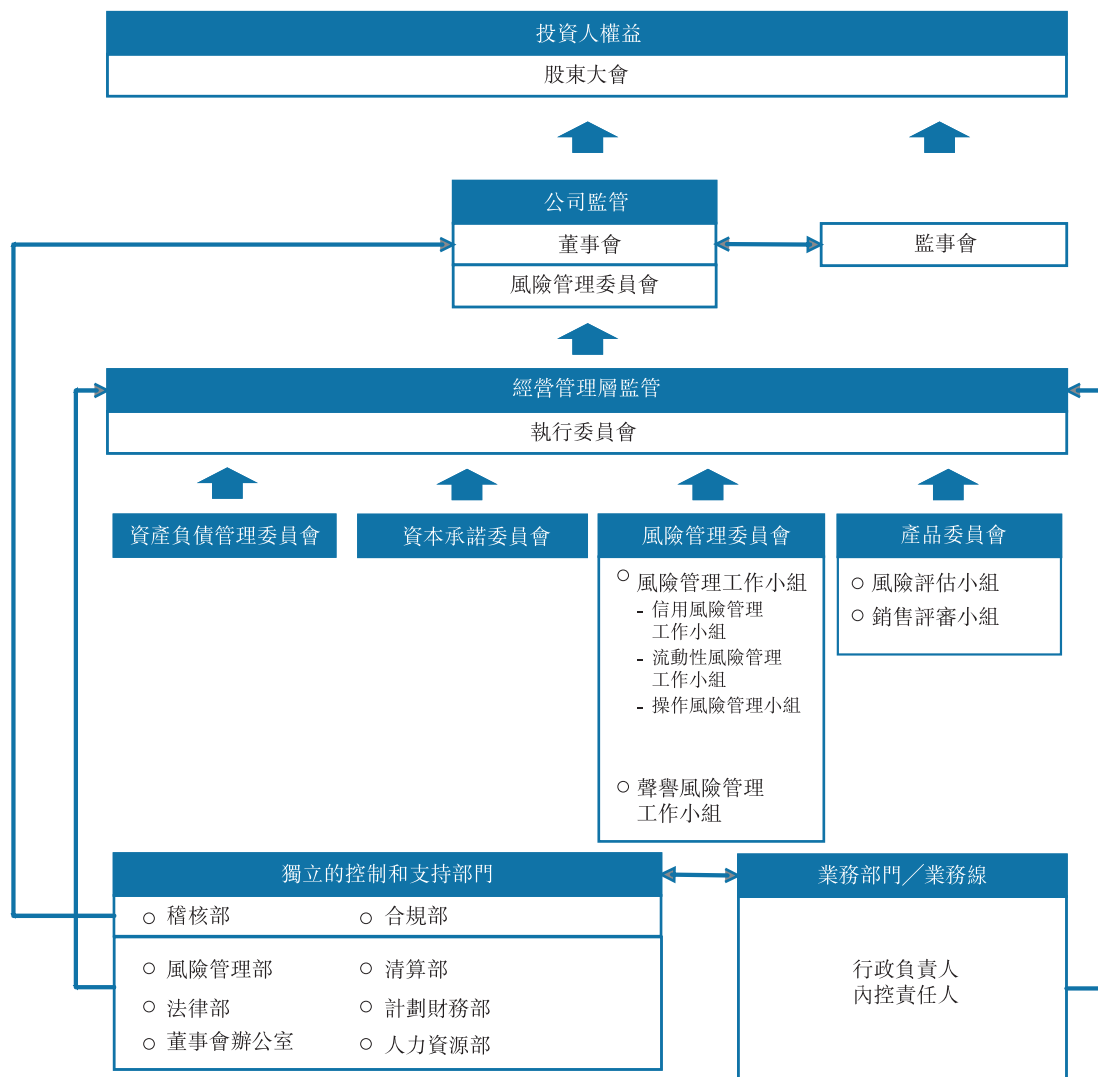 投資人權益
股東大會
公司監管
董事會
風險管理委員會
監事會
經營管理層監管
執行委員會
資產負債管理委員會
資本承諾委員會
風險管理委員會
○ 風險管理工作小組
- 信用風險管理
工作小組
- 流動性風險管理
工作小組
- 操作風險管理小組
○ 聲譽風險管理
工作小組
產品委員會
○ 風險評估小組
○ 銷售評審小組
獨立的控制和支持部門
○ 稽核部
○ 合規部
○ 風險管理部
○ 清算部
○ 法律部
○ 計劃財務部
○ 董事會辦公室
○ 人力資源部
業務部門／業務線
行政負責人
內控責任人